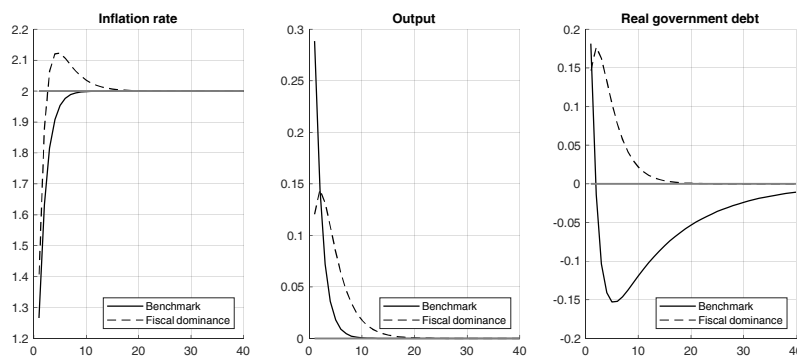 Inflation rate
2.2
2.1
2
1.9
1.8
1.7
1.6
1.5
1.4
1.3
1.2
0 10 20 30 40
Benchmark
Fiscal dominance
Output
0.3
0.25
0.2
0.15
0.1
0.05
0
0 10 20 30 40
Benchmark
Fiscal dominance
Real government debt
0.2
0.15
0.1
0.05
0
-0.05
-0.1
-0.15
-0.2
0 10 20 30 40
Benchmark
Fiscal dominance